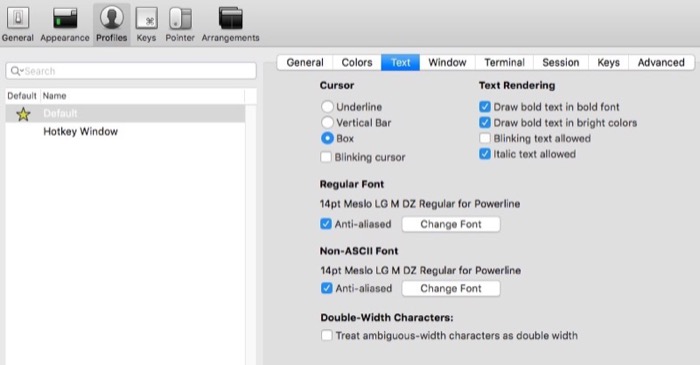 General Appearance Profiles Keys Pointer Arrangements
Search
Default Name
Default
Hotkey Window
General Colors Text Window Terminal Session Keys Advanced
Cursor
Underline
Vertical Bar
Box
Blinking cursor
Text Rendering
Draw bold text in bold font
Draw bold text in bright colors
Blinking text allowed
Italic text allowed
Regular Font
14pt Meslo LG M DZ Regular for Powerline
Anti-aliased Change Font
Non-ASCII Font
14pt Meslo LG M DZ Regular for Powerline
Anti-aliased Change Font
Double-Width Characters:
Treat ambiguous-width characters as double width